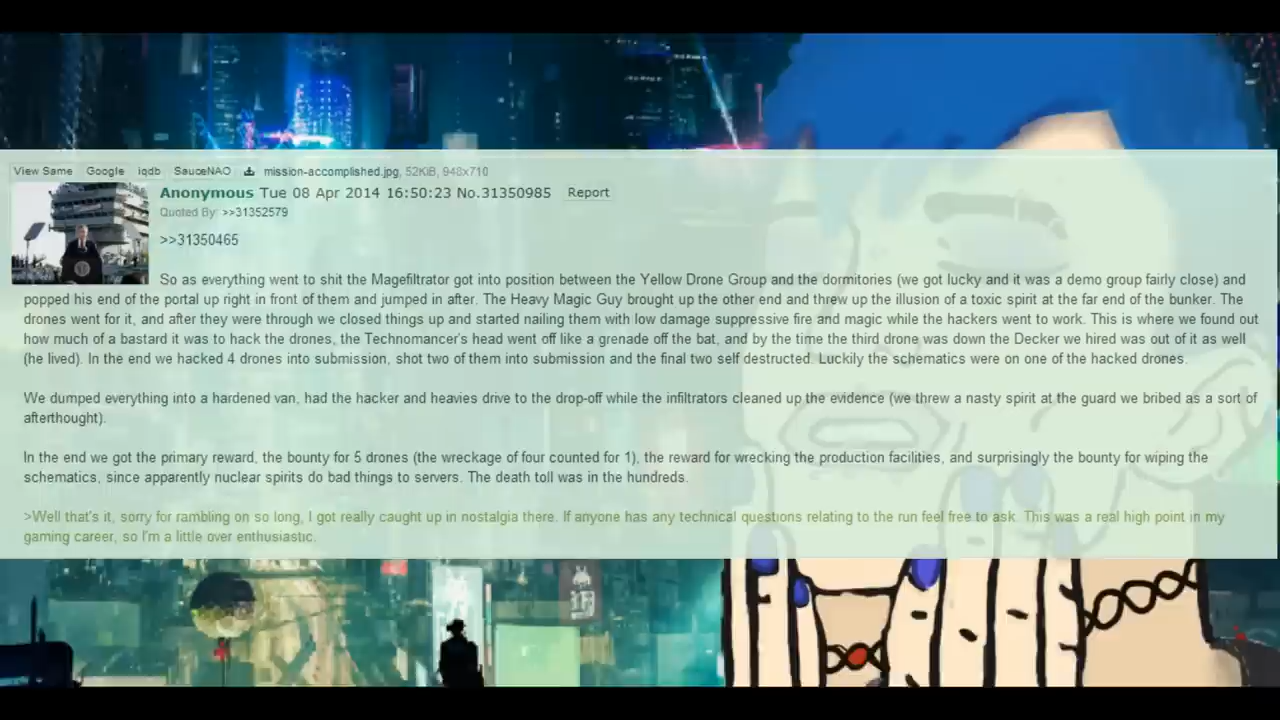 View Same Google iqdb SauceNAO mission-accomplished.jpg, 52KiB, 948x710
Anonymous Tue 08 Apr 2014 16:50:23 No.31350985 Report
Quoted By: >>31352579
>>31350465
So as everything went to shit the Magefiltrator got into position between the Yellow Drone Group and the dormitories (we got lucky and it was a demo group fairly close) and
popped his end of the portal up right in front of them and jumped in after. The Heavy Magic Guy brought up the other end and threw up the illusion of a toxic spirit at the far end of the bunker. The
drones went for it, and after they were through we closed things up and started nailing them with low damage suppressive fire and magic while the hackers went to work. This is where we found out
how much of a bastard it was to hack the drones, the Technomancer's head went off like a grenade off the bat, and by the time the third drone was down the Decker we hired was out of it as well
(he lived). In the end we hacked 4 drones into submission, shot two of them into submission and the final two self destructed. Luckily the schematics were on one of the hacked drones.
We dumped everything into a hardened van, had the hacker and heavies drive to the drop-off while the infiltrators cleaned up the evidence (we threw a nasty spirit at the guard we bribed as a sort of
afterthought).
In the end we got the primary reward, the bounty for 5 drones (the wreckage of four counted for 1), the reward for wrecking the production facilities, and surprisingly the bounty for wiping the
schematics, since apparently nuclear spirits do bad things to servers. The death toll was in the hundreds.
>Well that's it, sorry for rambling on so long, I got really caught up in nostalgia there. If anyone has any technical questions relating to the run feel free to ask. This was a real high point in my
gaming career, so I'm a little over enthusiastic.